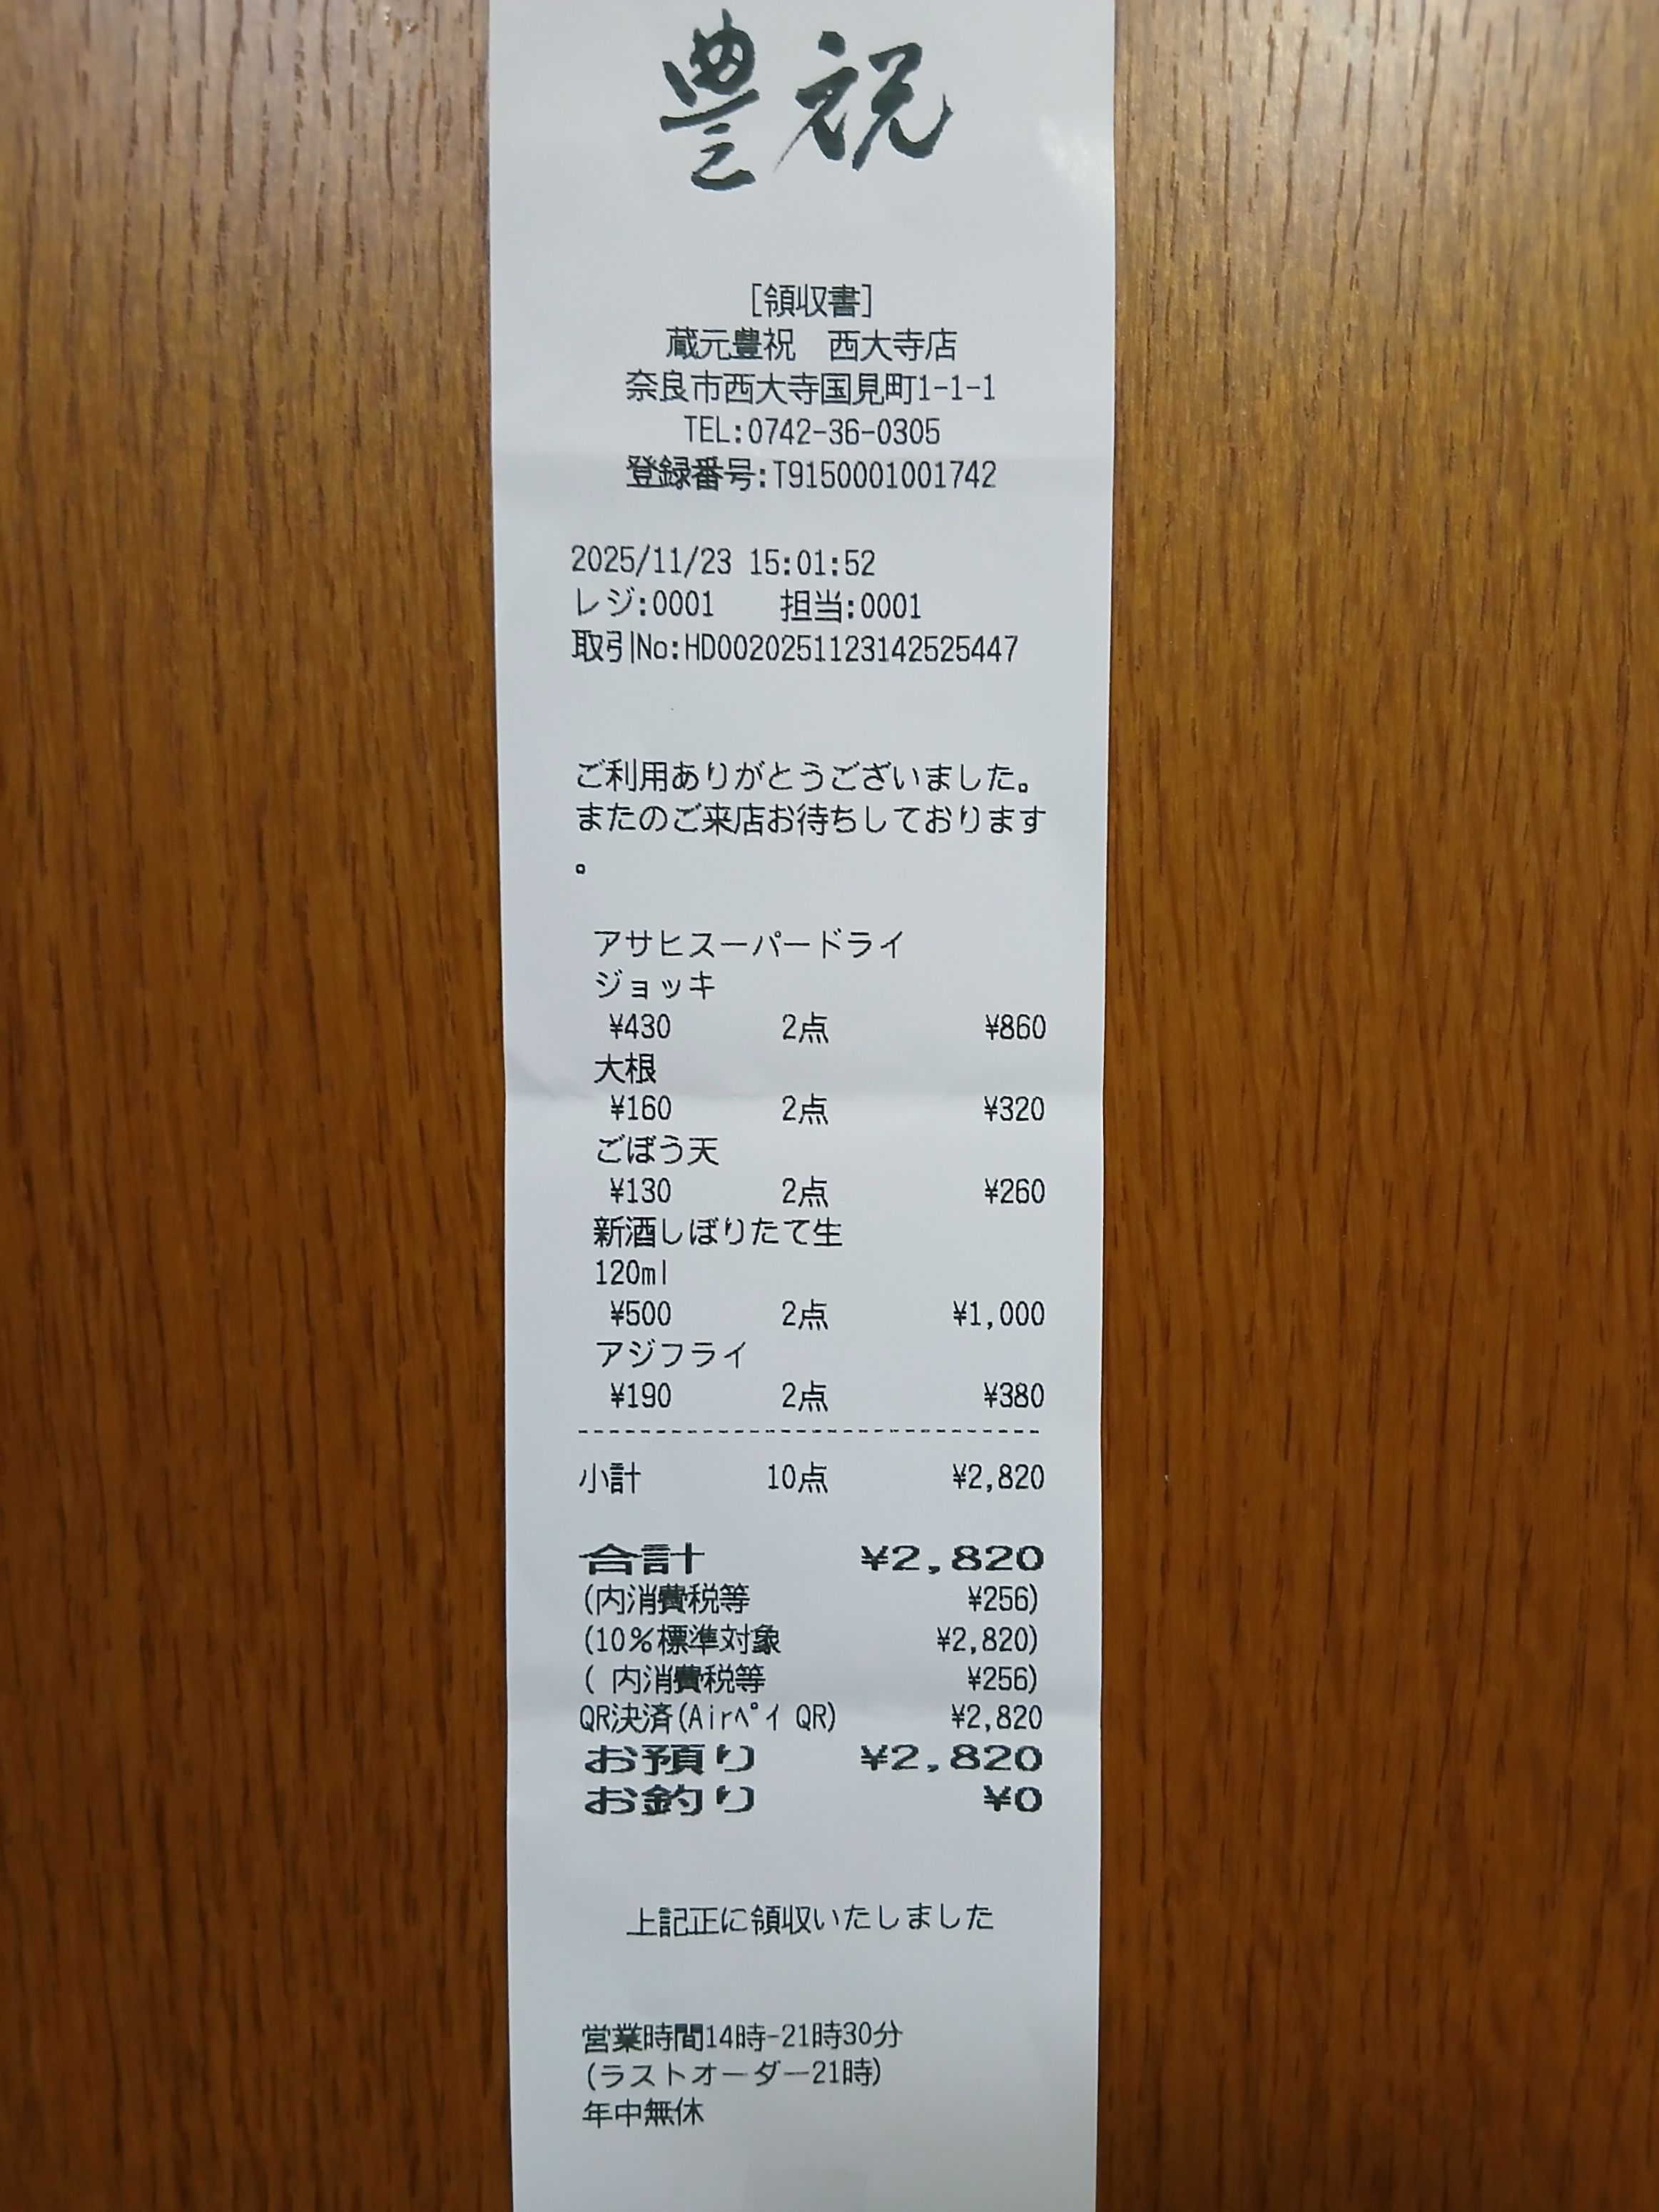 豊祝
[領収書]
蔵元豊祝　西大寺店
奈良市西大寺国見町1-1-1
TEL:0742-36-0305
登録番号:T9150001001742
2025/11/23 15:01:52
レジ:0001　担当:0001
取引No:HD0020251123142525447
ご利用ありがとうございました。
またのご来店お待ちしております
。
アサヒスーパードライ
ジョッキ
¥430　2点　¥860
大根
¥160　2点　¥320
ごぼう天
¥130　2点　¥260
新酒しぼりたて生
120ml
¥500　2点　¥1,000
アジフライ
¥190　2点　¥380
小計　10点　¥2,820
合計　¥2,820
(内消費税等　¥256)
(10%標準対象　¥2,820)
( 内消費税等　¥256)
QR決済(Airペイ QR)　¥2,820
お預り　¥2,820
お釣り　¥0
上記正に領収いたしました
営業時間14時-21時30分
(ラストオーダー21時)
年中無休